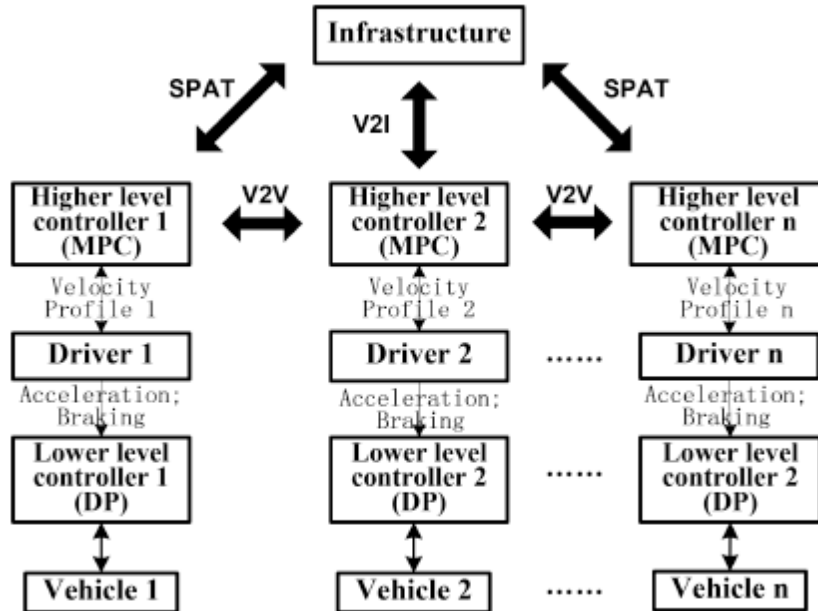 Infrastructure
SPAT
V2I
SPAT
Higher level
controller 1
(MPC)
V2V
Higher level
controller 2
(MPC)
V2V
Higher level
controller n
(MPC)
Velocity
Profile 1
Velocity
Profile 2
Velocity
Profile n
Driver 1
Driver 2
......
Driver n
Acceleration;
Braking
Acceleration;
Braking
Acceleration;
Braking
Lower level
controller 1
(DP)
Lower level
controller 2
(DP)
......
Lower level
controller 2
(DP)
Vehicle 1
Vehicle 2
......
Vehicle n